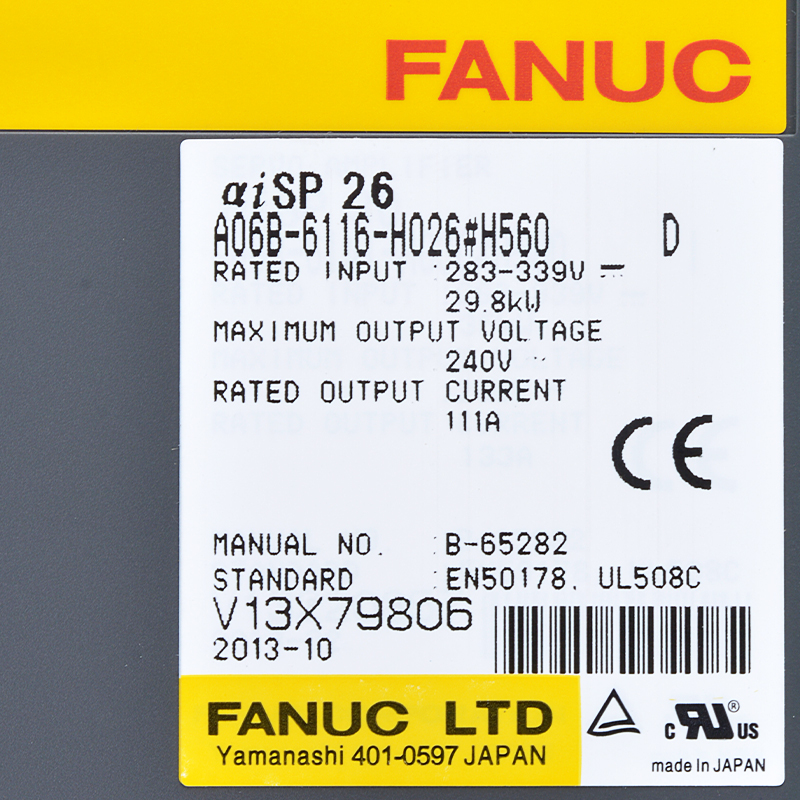 FANUC
αiSP 26
A06B-6116-H026#H560 D
RATED INPUT : 283-339V ⎓
29.8kW
MAXIMUM OUTPUT VOLTAGE
240V ~
RATED OUTPUT CURRENT
111A
CE
MANUAL NO. : B-65282
STANDARD : EN50178, UL508C
V13X79806
2013-10
FANUC LTD
Yamanashi 401-0597 JAPAN
c RU ® US
made in JAPAN